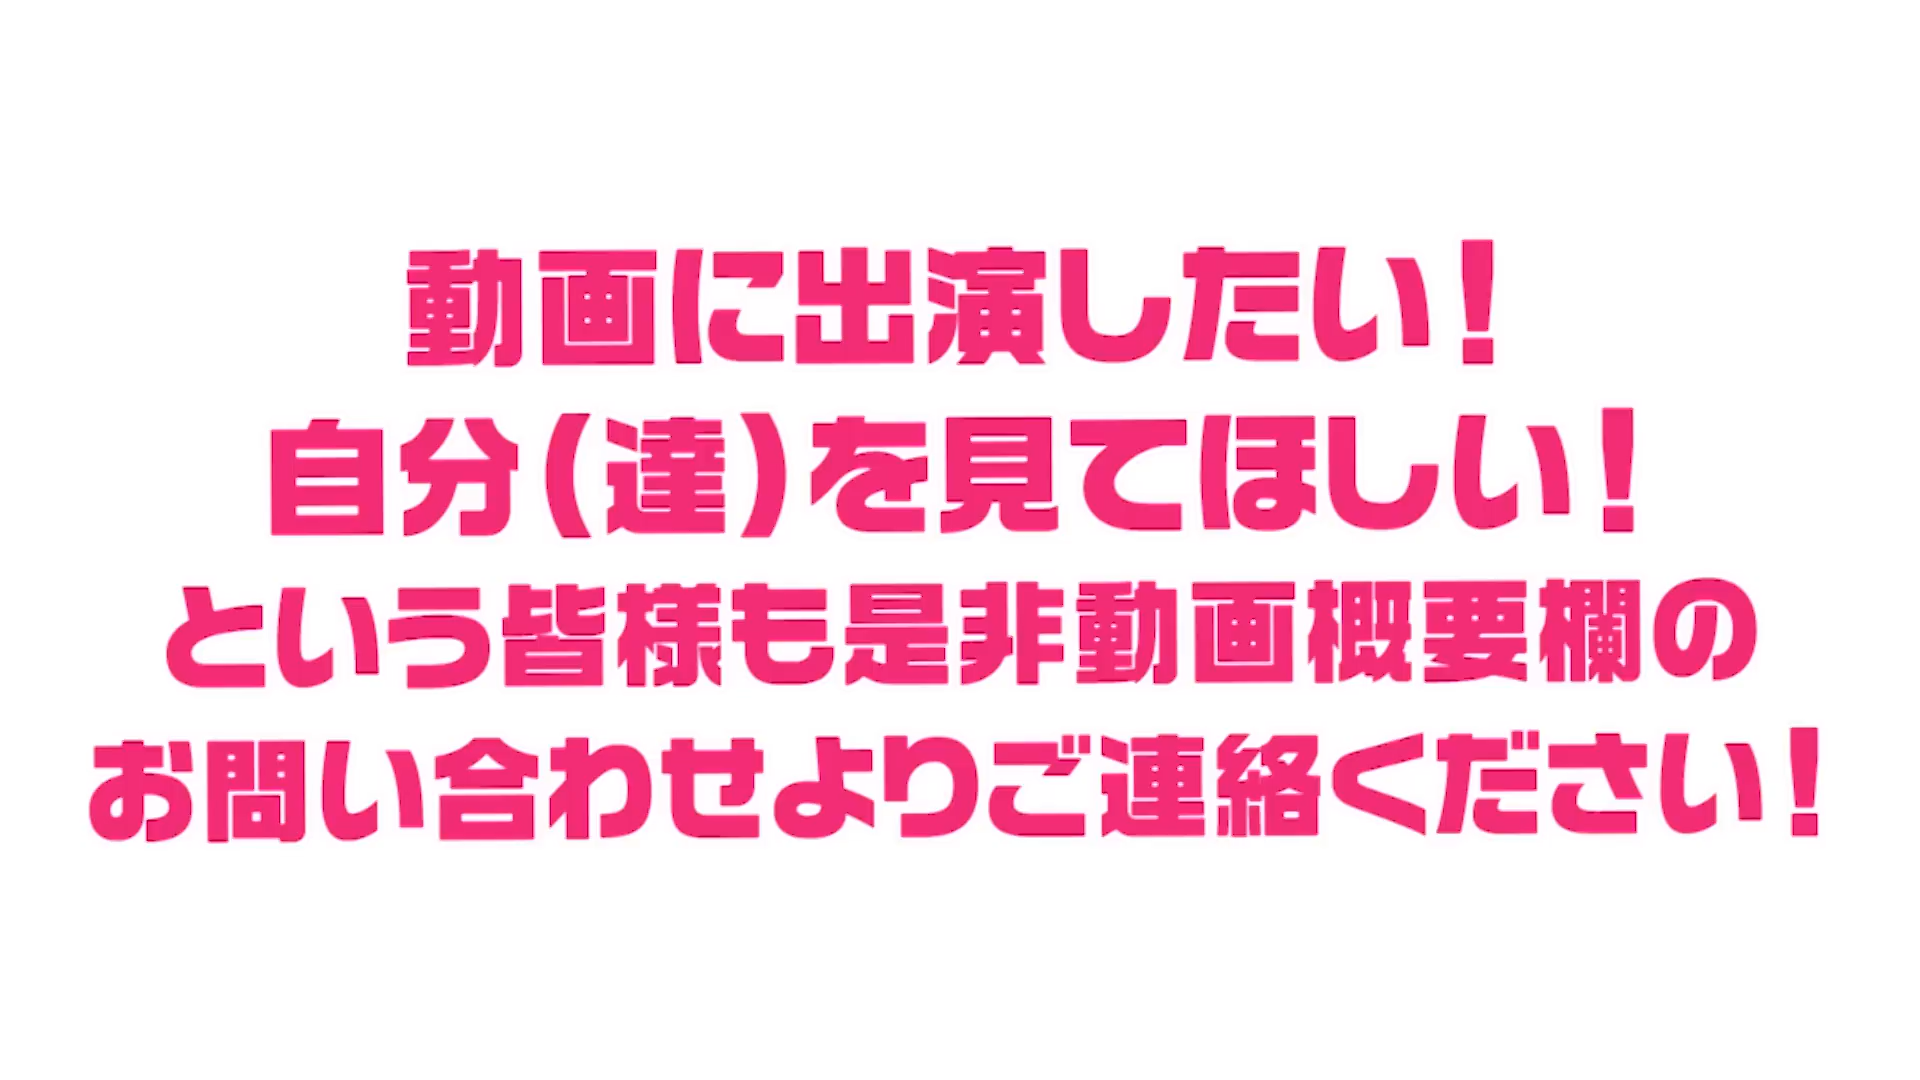 動画に出演したい!
自分(達)を見てほしい!
という皆様も是非動画概要欄の
お問い合わせよりご連絡ください!